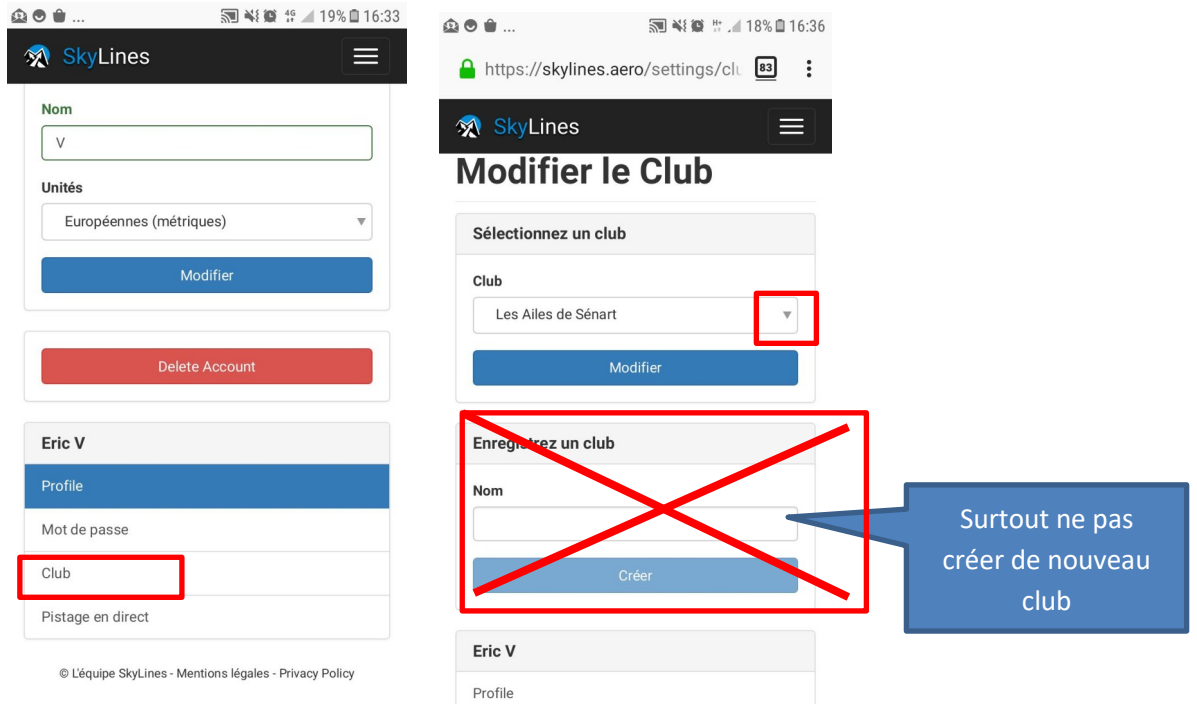 ... 4G 19% 16:33
SkyLines
Nom
V
Unités
Européennes (métriques)
Modifier
Delete Account
Eric V
Profile
Mot de passe
Club
Pistage en direct
© L'équipe SkyLines - Mentions légales - Privacy Policy
... H+ 18% 16:36
https://skylines.aero/settings/clu 83
SkyLines
Modifier le Club
Sélectionnez un club
Club
Les Ailes de Sénart
Modifier
Enregistrez un club
Nom
Créer
Eric V
Profile
Surtout ne pas
créer de nouveau
club